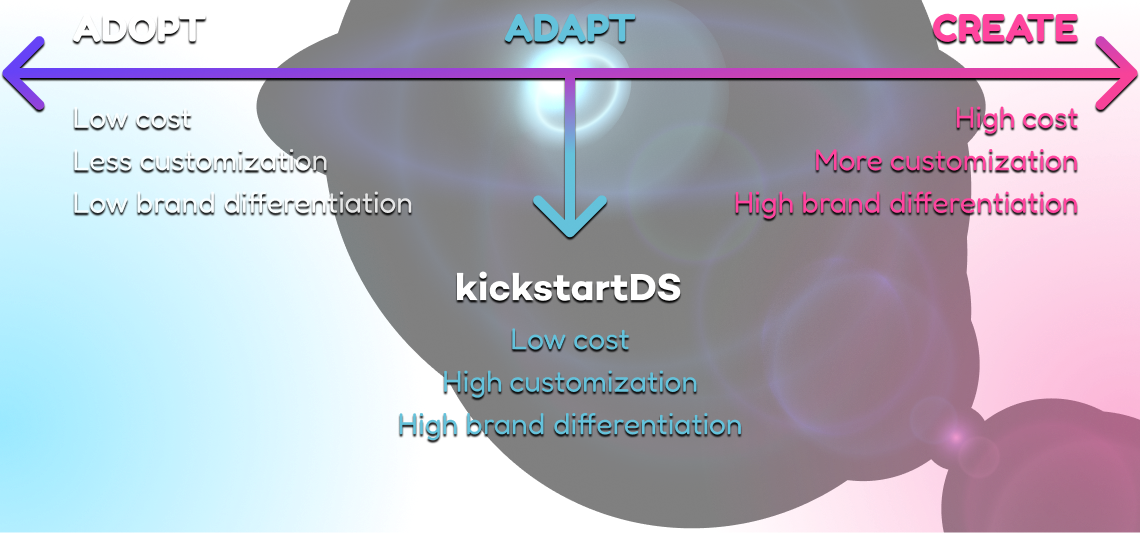 ADOPT
Low cost
Less customization
Low brand differentiation
ADAPT
kickstartDS
Low cost
High customization
High brand differentiation
CREATE
High cost
More customization
High brand differentiation